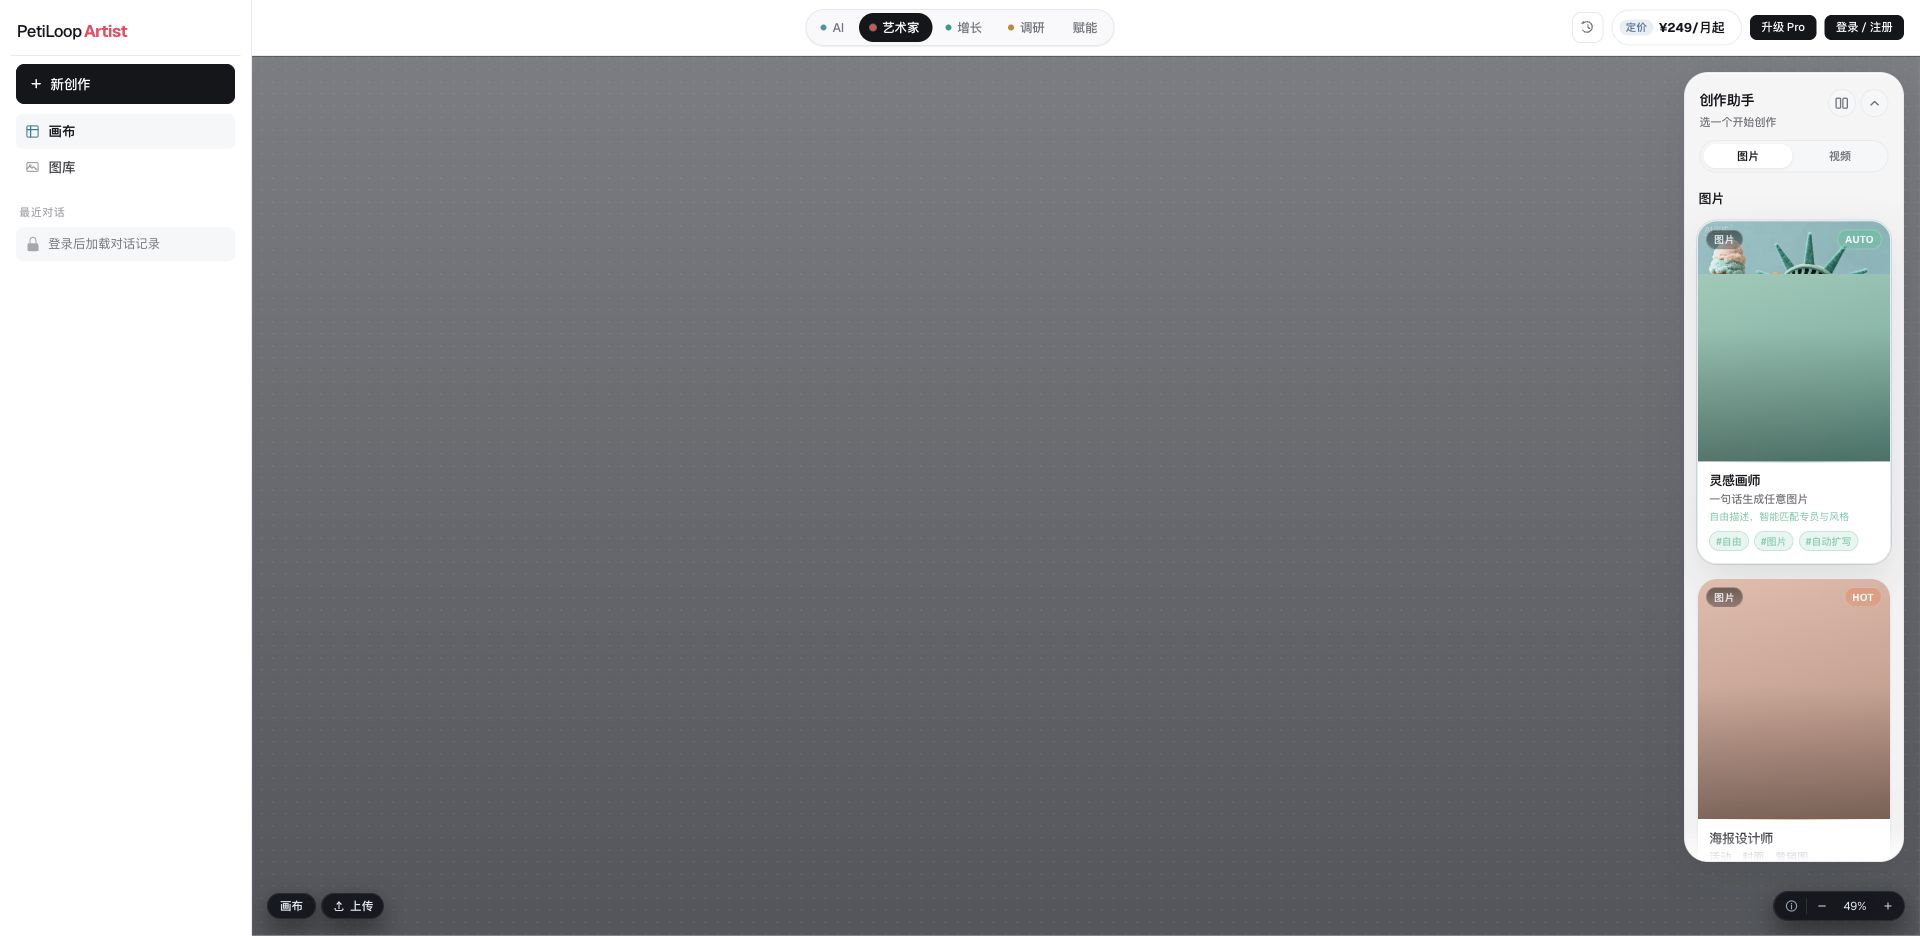 PetiLoop Artist
新创作
画布
图库
最近对话
登录后加载对话记录
AI
艺术家
增长
调研
赋能
定价 ¥249/月起
升级 Pro
登录 / 注册
创作助手
选一个开始创作
图片
视频
图片
图片
AUTO
灵感画师
一句话生成任意图片
自由描述，智能匹配专员与风格
#自由
#图片
#自动扩写
图片
HOT
海报设计师
画布
上传
49%